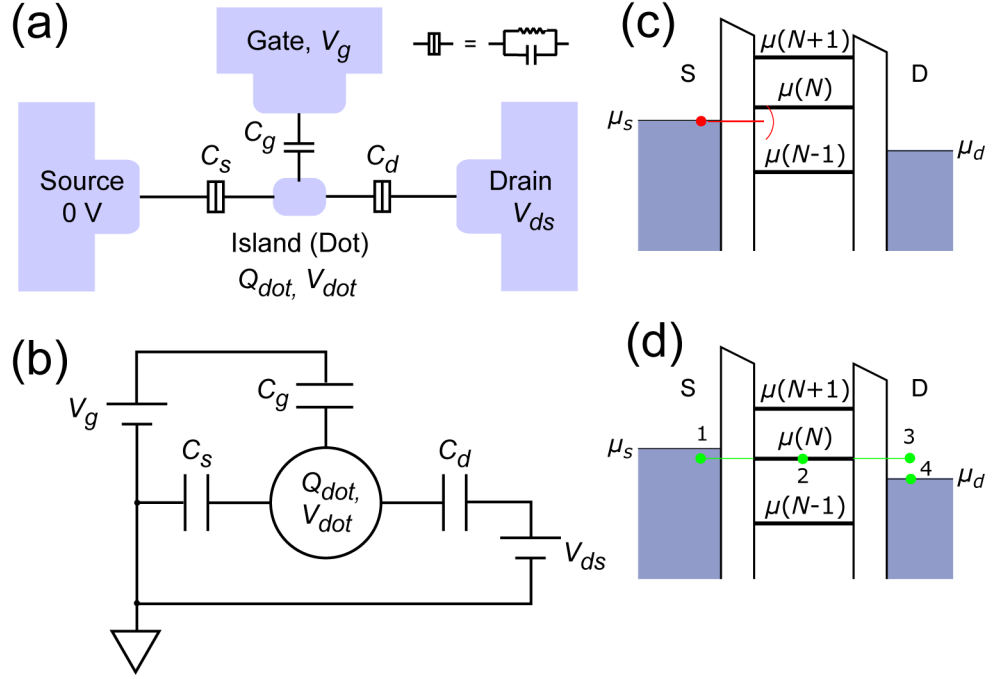 (a)
Gate, V_g
=
C_g
C_s
C_d
Source
0 V
Drain
V_ds
Island (Dot)
Q_dot, V_dot
(b)
V_g
C_g
C_s
C_d
Q_dot,
V_dot
V_ds
(c)
S
D
μ(N+1)
μ(N)
μ(N-1)
μ_s
μ_d
(d)
S
D
μ(N+1)
μ(N)
μ(N-1)
μ_s
μ_d
1
2
3
4